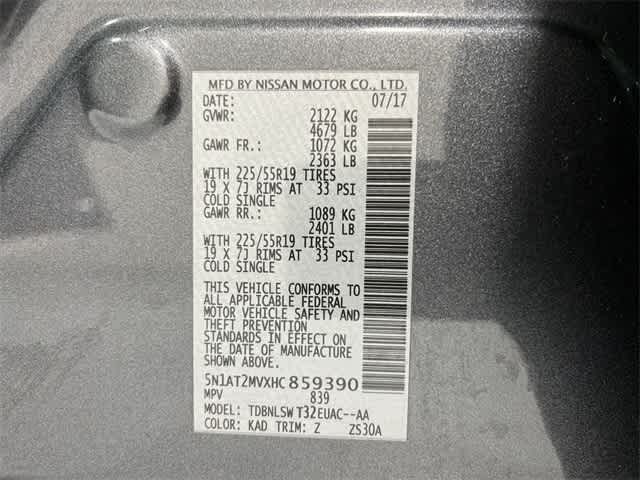 MFD BY NISSAN MOTOR CO., LTD.
DATE: 07/17
GVWR: 2122 KG
4679 LB
GAWR FR.: 1072 KG
2363 LB
WITH 225/55R19 TIRES
19 X 7J RIMS AT 33 PSI
COLD SINGLE
GAWR RR.: 1089 KG
2401 LB
WITH 225/55R19 TIRES
19 X 7J RIMS AT 33 PSI
COLD SINGLE
THIS VEHICLE CONFORMS TO
ALL APPLICABLE FEDERAL
MOTOR VEHICLE SAFETY AND
THEFT PREVENTION
STANDARDS IN EFFECT ON
THE DATE OF MANUFACTURE
SHOWN ABOVE.
5N1AT2MVXHC859390
MPV 839
MODEL: TDBNLSW T32EUAC--AA
COLOR: KAD TRIM: Z ZS30A